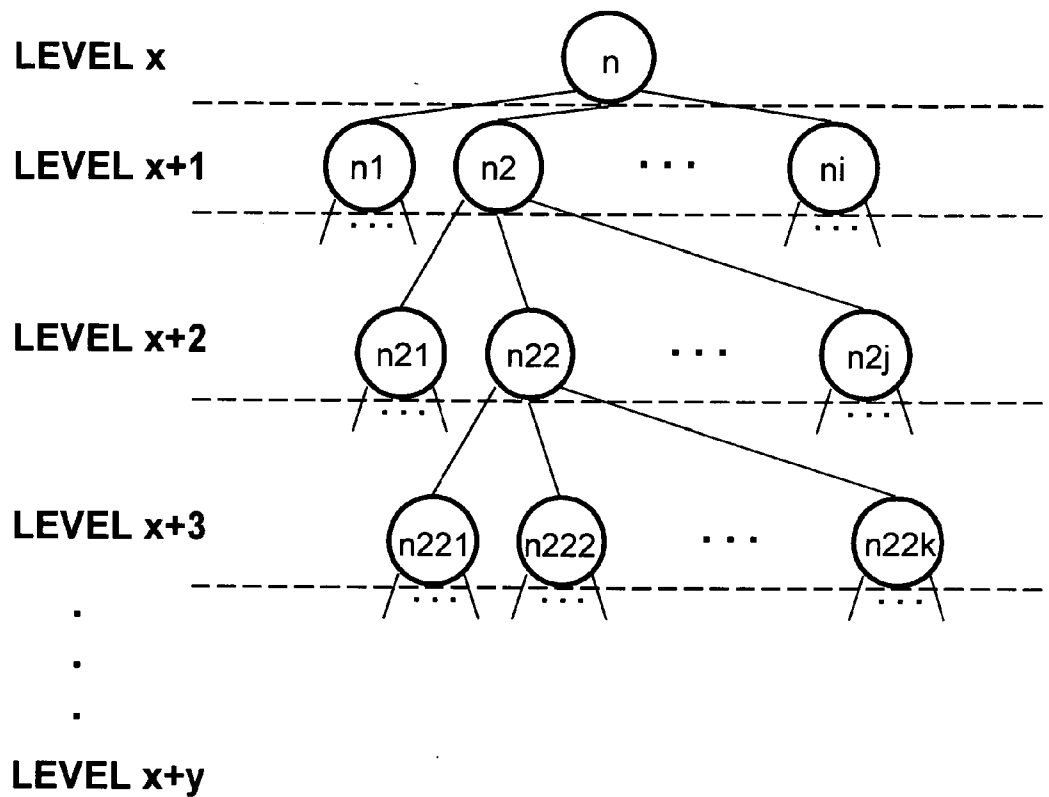 LEVEL x
n
LEVEL x+1
n1 n2 . . . ni
. . . . . .
LEVEL x+2
n21 n22 . . . n2j
. . . . . .
LEVEL x+3
n221 n222 . . . n22k
. . . . . . . . .
.
.
.
LEVEL x+y